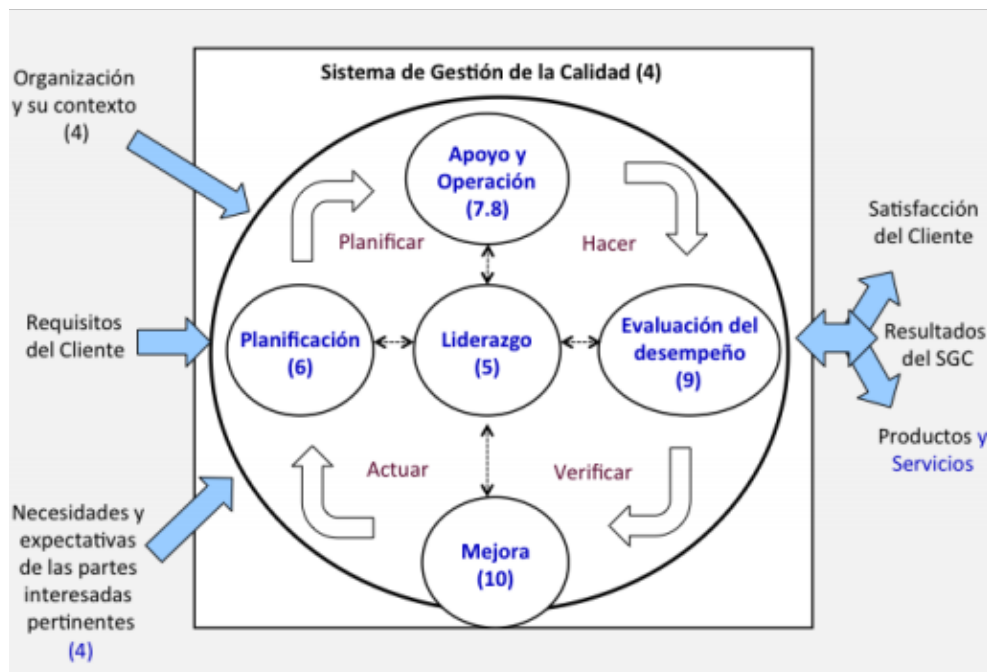 Sistema de Gestión de la Calidad (4)
Organización
y su contexto
(4)
Requisitos
del Cliente
Necesidades y
expectativas
de las partes
interesadas
pertinentes
(4)
Apoyo y
Operación
(7.8)
Planificar
Hacer
Planificación
(6)
Liderazgo
(5)
Evaluación del
desempeño
(9)
Actuar
Verificar
Mejora
(10)
Satisfacción
del Cliente
Resultados
del SGC
Productos y
Servicios